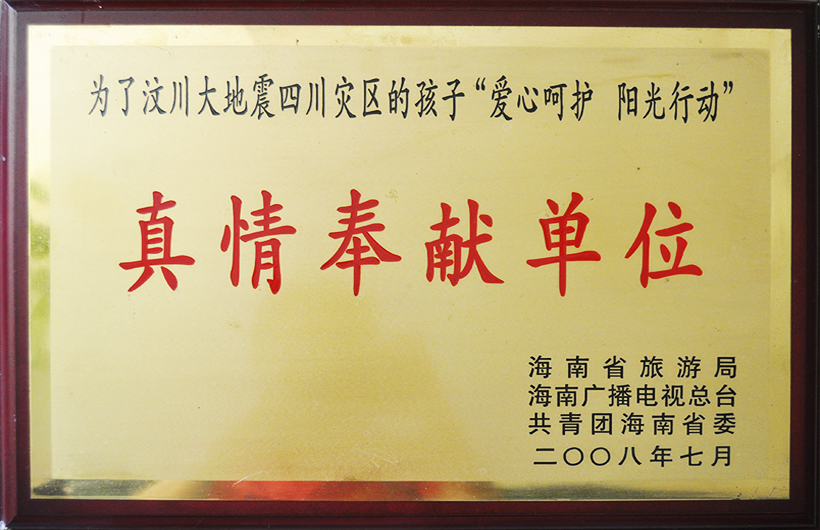 为了汶川大地震四川灾区的孩子“爱心呵护 阳光行动”
真情奉献单位
海南省旅游局
海南广播电视总台
共青团海南省委
二〇〇八年七月